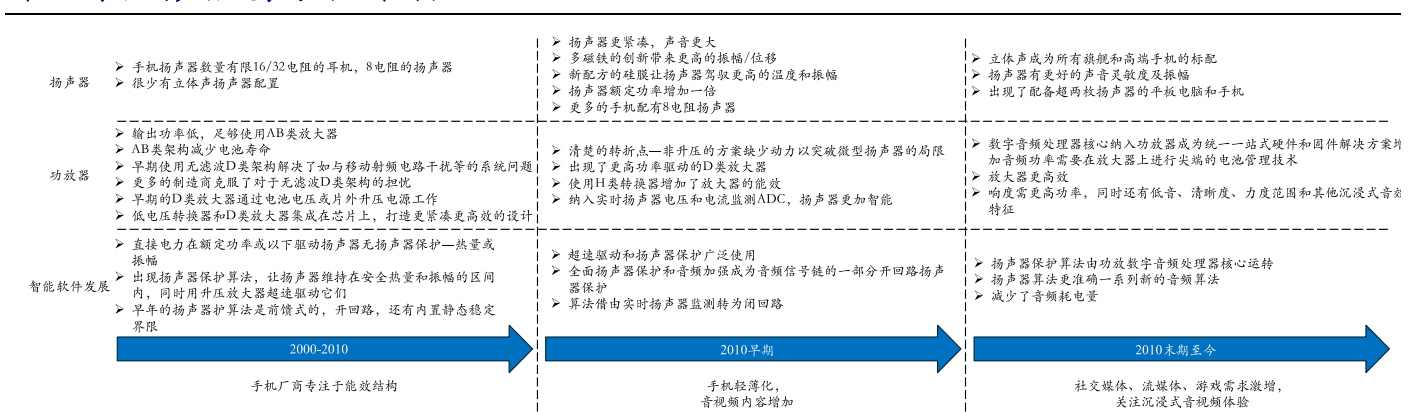 扬声器
➢ 手机扬声器数量有限16/32电阻的耳机，8电阻的扬声器
➢ 很少有立体声扬声器配置
➢ 扬声器更紧凑，声音更大
➢ 多磁铁的创新带来更高的振幅/位移
➢ 新配方的硅膜让扬声器驾驭更高的温度和振幅
➢ 扬声器额定功率增加一倍
➢ 更多的手机配有8电阻扬声器
➢ 立体声成为所有旗舰和高端手机的标配
➢ 扬声器有更好的声音灵敏度及振幅
➢ 出现了配备超两枚扬声器的平板电脑和手机
功放器
➢ 输出功率低，足够使用AB类放大器
➢ AB类架构减少电池寿命
➢ 早期使用无滤波D类架构解决了如与移动射频电路干扰等的系统问题
➢ 更多的制造商克服了对于无滤波D类架构的担忧
➢ 早期的D类放大器通过电池电压或片外升压电源工作
➢ 低电压转换器和D类放大器集成在芯片上，打造更紧凑更高效的设计
➢ 清楚的转折点—非升压的方案缺少动力以突破微型扬声器的局限
➢ 出现了更高功率驱动的D类放大器
➢ 使用H类转换器增加了放大器的能效
➢ 纳入实时扬声器电压和电流监测ADC，扬声器更加智能
➢ 数字音频处理器核心纳入功放器成为统一一站式硬件和固件解决方案增
加音频功率需要在放大器上进行尖端的电池管理技术
➢ 放大器更高效
➢ 响度需更高功率，同时还有低音、清晰度、力度范围和其他沉浸式音效
特征
智能软件发展
➢ 直接电力在额定功率或以下驱动扬声器无扬声器保护—热量或
振幅
➢ 出现扬声器保护算法，让扬声器维持在安全热量和振幅的区间
内，同时用升压放大器超速驱动它们
➢ 早年的扬声器护算法是前馈式的，开回路，还有内置静态稳定
界限
➢ 超速驱动和扬声器保护广泛使用
➢ 全面扬声器保护和音频加强成为音频信号链的一部分开回路扬声
器保护
➢ 算法借由实时扬声器监测转为闭回路
➢ 扬声器保护算法由功放数字音频处理器核心运转
➢ 扬声器算法更准确一系列新的音频算法
➢ 减少了音频耗电量
2000-2010
2010早期
2010末期至今
手机厂商专注于能效结构
手机轻薄化，
音视频内容增加
社交媒体、流媒体、游戏需求激增，
关注沉浸式音视频体验